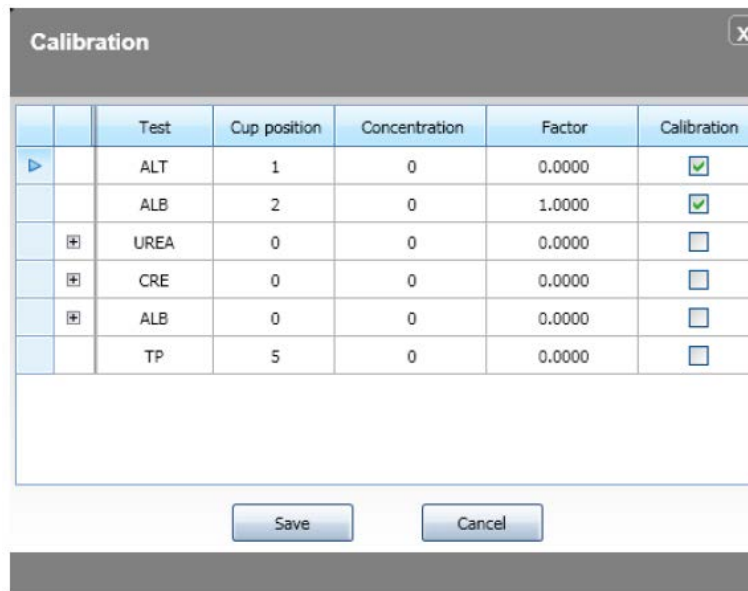 Calibration X
Test Cup position Concentration Factor Calibration
ALT 1 0 0.0000
ALB 2 0 1.0000
UREA 0 0 0.0000
CRE 0 0 0.0000
ALB 0 0 0.0000
TP 5 0 0.0000
Save Cancel